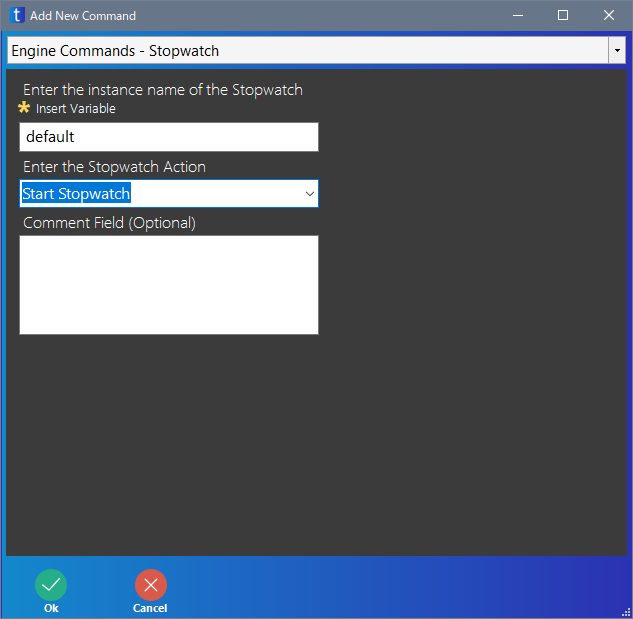 t Add New Command
Engine Commands - Stopwatch
Enter the instance name of the Stopwatch
Insert Variable
default
Enter the Stopwatch Action
Start Stopwatch
Comment Field (Optional)
Ok Cancel